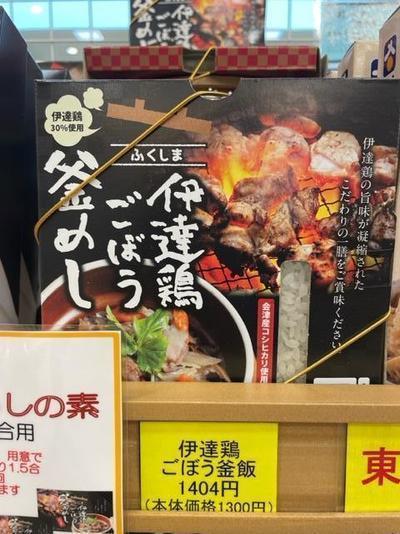 伊達鶏
30%使用
ふくしま
伊達鶏
ごぼう
釜めし
伊達鶏の旨味が凝縮された
こだわりの一膳をご賞味ください。
会津産コシヒカリ使用
しの素
合用
用意で
り1.5合
回
ます
伊達鶏
ごぼう釜飯
1404円
(本体価格1300円)
東